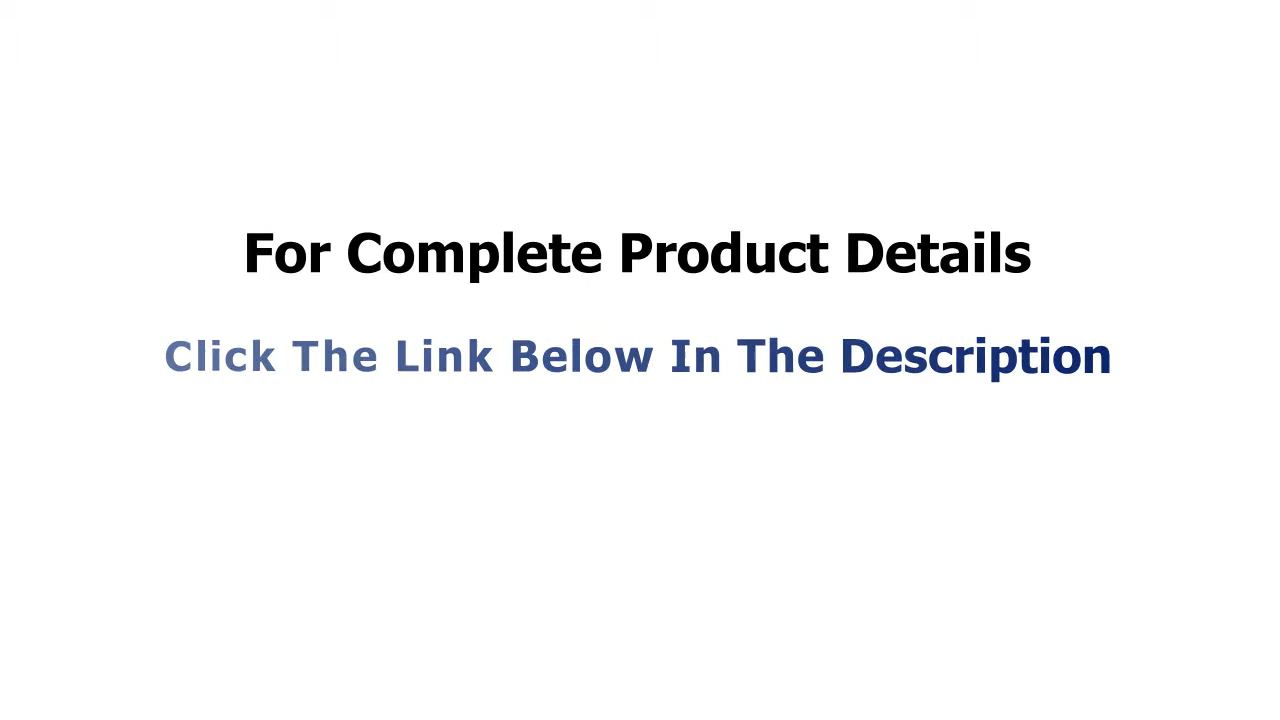 For Complete Product Details
Click The Link Below In The Description